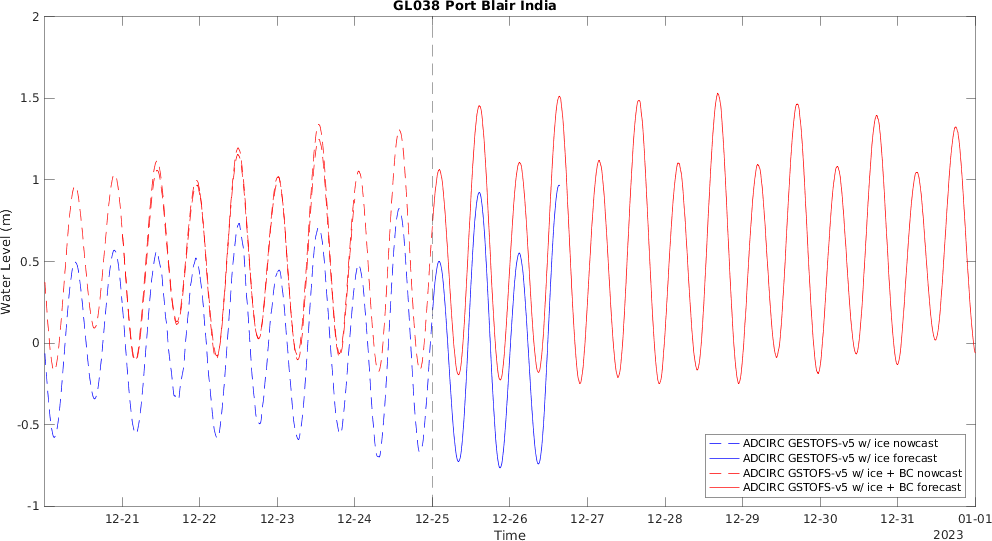 GL038 Port Blair India
Water Level (m)
2
1.5
1
0.5
0
-0.5
-1
12-21 12-22 12-23 12-24 12-25 12-26 12-27 12-28 12-29 12-30 12-31 01-01
Time
2023
ADCIRC GESTOFS-v5 w/ ice nowcast
ADCIRC GESTOFS-v5 w/ ice forecast
ADCIRC GSTOFS-v5 w/ ice + BC nowcast
ADCIRC GSTOFS-v5 w/ ice + BC forecast